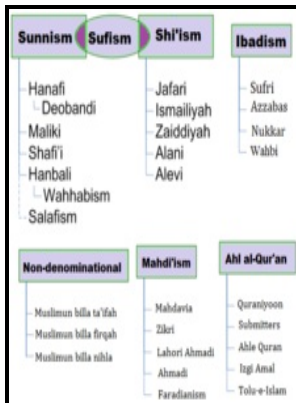 Sunnism
Sufism
Shi'ism
Ibadism
Hanafi
Deobandi
Maliki
Shafi'i
Hanbali
Wahhabism
Salafism
Jafari
Ismailiyah
Zaiddiyah
Alani
Alevi
Sufri
Azzabas
Nukkar
Wahbi
Non-denominational
Muslimun billa ta'ifah
Muslimun billa firqah
Muslimun billa nihla
Mahdi'ism
Mahdavia
Zikri
Lahori Ahmadi
Ahmadi
Faradianism
Ahl al-Qur'an
Quraniyoon
Submitters
Ahle Quran
Izgi Amal
Tolu-e-Islam